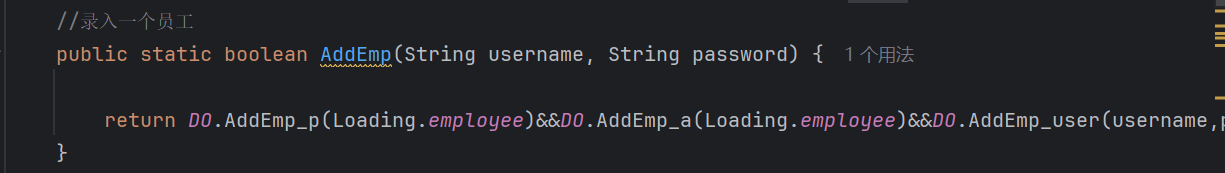 //录入一个员工
public static boolean AddEmp(String username, String password) { 1个用法
return DO.AddEmp_p(Loading.employee)&&DO.AddEmp_a(Loading.employee)&&DO.AddEmp_user(username,
}